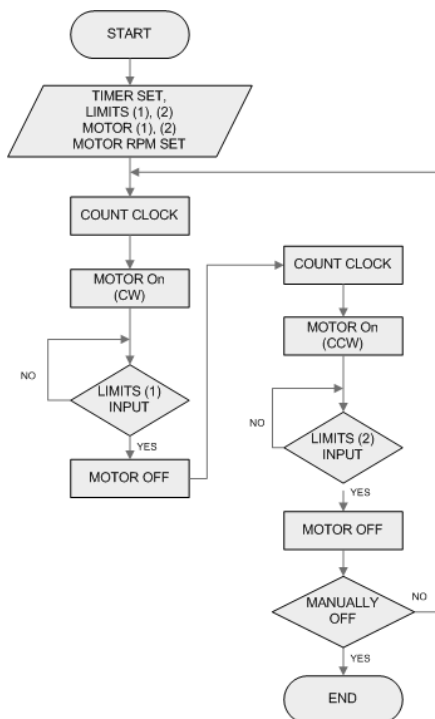 START
TIMER SET,
LIMITS (1), (2)
MOTOR (1), (2)
MOTOR RPM SET
COUNT CLOCK
MOTOR On
(CW)
NO
LIMITS (1)
INPUT
YES
MOTOR OFF
COUNT CLOCK
MOTOR On
(CCW)
NO
LIMITS (2)
INPUT
YES
MOTOR OFF
MANUALLY
OFF
NO
YES
END